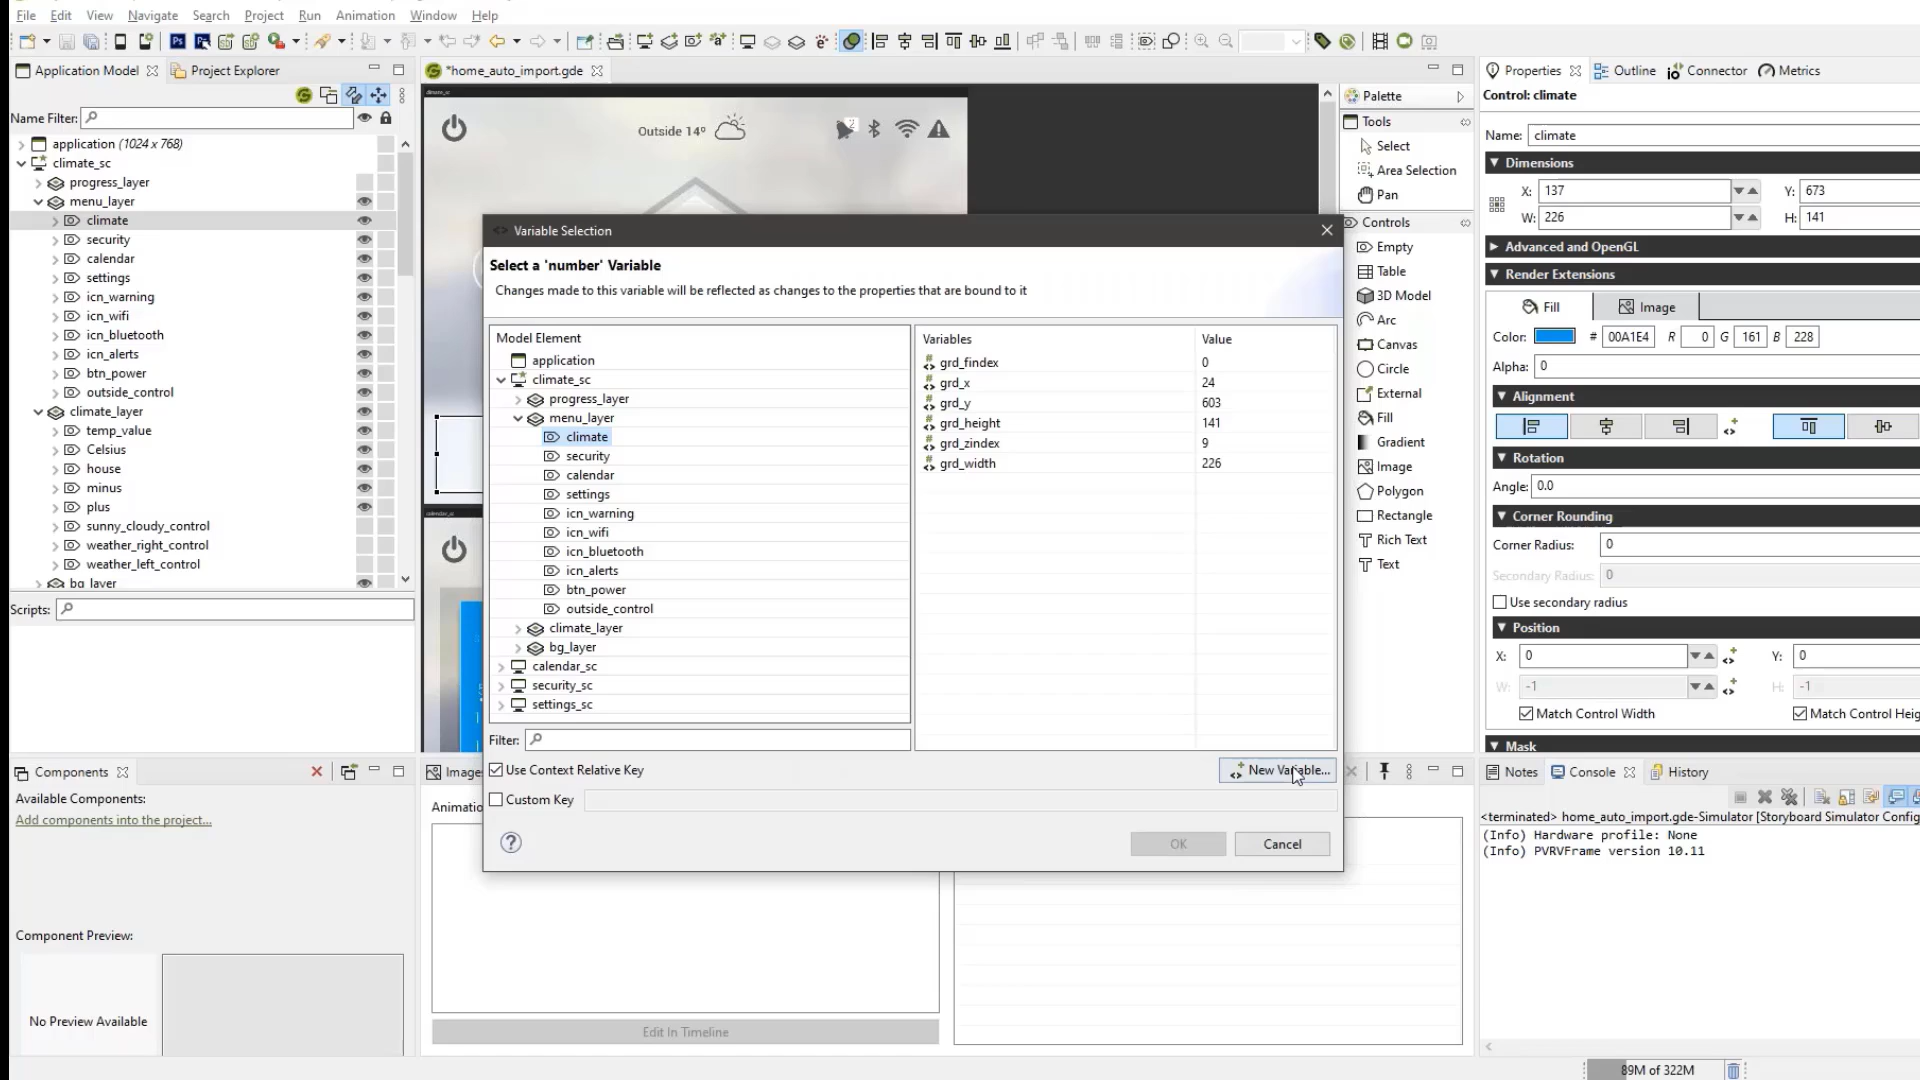 File Edit View Navigate Search Project Run Animation Window Help
Application Model
Project Explorer
*home_auto_import.gde
Properties
Outline
Connector
Metrics
Name Filter:
application (1024 x 768)
climate_sc
progress_layer
menu_layer
climate
security
calendar
settings
icn_warning
icn_wifi
icn_bluetooth
icn_alerts
btn_power
outside_control
climate_layer
temp_value
Celsius
house
minus
plus
sunny_cloudy_control
weather_right_control
weather_left_control
bg_layer
Scripts:
climate_sc
Outside 14º
2
calendar_sc
Variable Selection
Select a 'number' Variable
Changes made to this variable will be reflected as changes to the properties that are bound to it
Model Element
application
climate_sc
progress_layer
menu_layer
climate
security
calendar
settings
icn_warning
icn_wifi
icn_bluetooth
icn_alerts
btn_power
outside_control
climate_layer
bg_layer
calendar_sc
security_sc
settings_sc
Variables Value
grd_findex 0
grd_x 24
grd_y 603
grd_height 141
grd_zindex 9
grd_width 226
Filter:
Use Context Relative Key
New Variable...
Custom Key
OK
Cancel
Palette
Tools
Select
Area Selection
Pan
Controls
Empty
Table
3D Model
Arc
Canvas
Circle
External
Fill
Gradient
Image
Polygon
Rectangle
Rich Text
Text
Control: climate
Name: climate
Dimensions
X: 137 Y: 673
W: 226 H: 141
Advanced and OpenGL
Render Extensions
Fill Image
Color: # 00A1E4 R 0 G 161 B 228
Alpha: 0
Alignment
Rotation
Angle: 0.0
Corner Rounding
Corner Radius: 0
Secondary Radius: 0
Use secondary radius
Position
X: 0 Y: 0
W: -1 H: -1
Match Control Width Match Control Heig
Mask
Components
Available Components:
Add components into the project...
Component Preview:
No Preview Available
Image
Animatio
Edit In Timeline
Notes
Console
History
<terminated> home_auto_import.gde-Simulator [Storyboard Simulator Config
(Info) Hardware profile: None
(Info) PVRVFrame version 10.11
89M of 322M